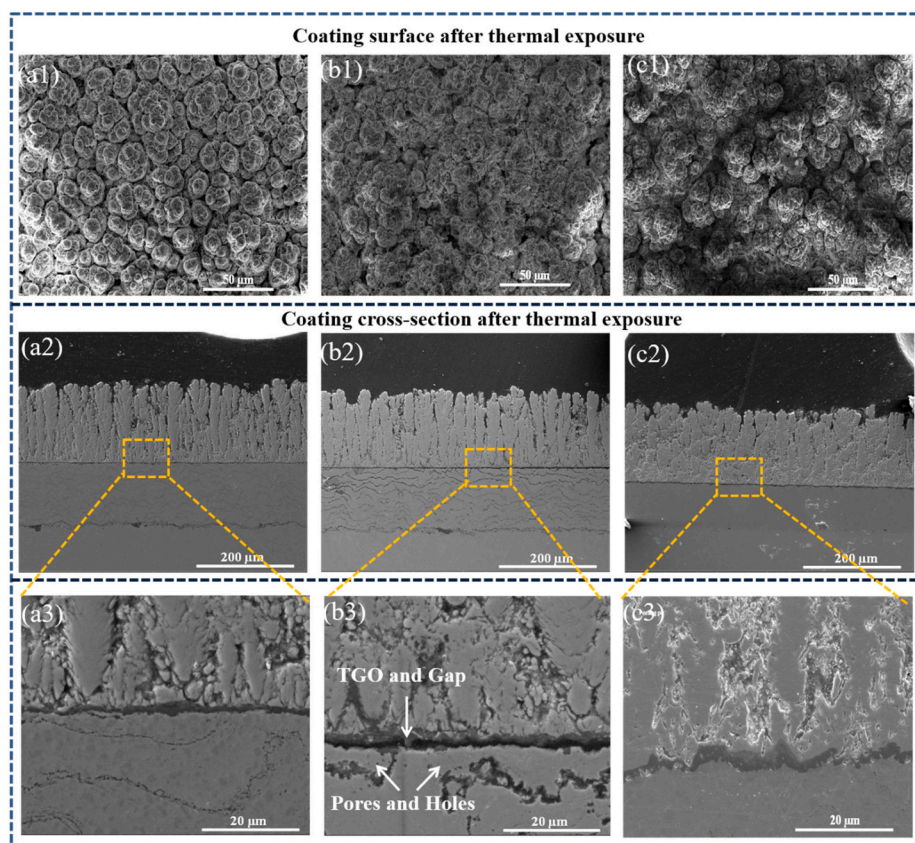 Coating surface after thermal exposure
(a1)
(b1)
(c1)
50 μm
50 μm
50 μm
Coating cross-section after thermal exposure
(a2)
(b2)
(c2)
200 μm
200 μm
200 μm
(a3)
(b3)
(c3)
TGO and Gap
Pores and Holes
20 μm
20 μm
20 μm